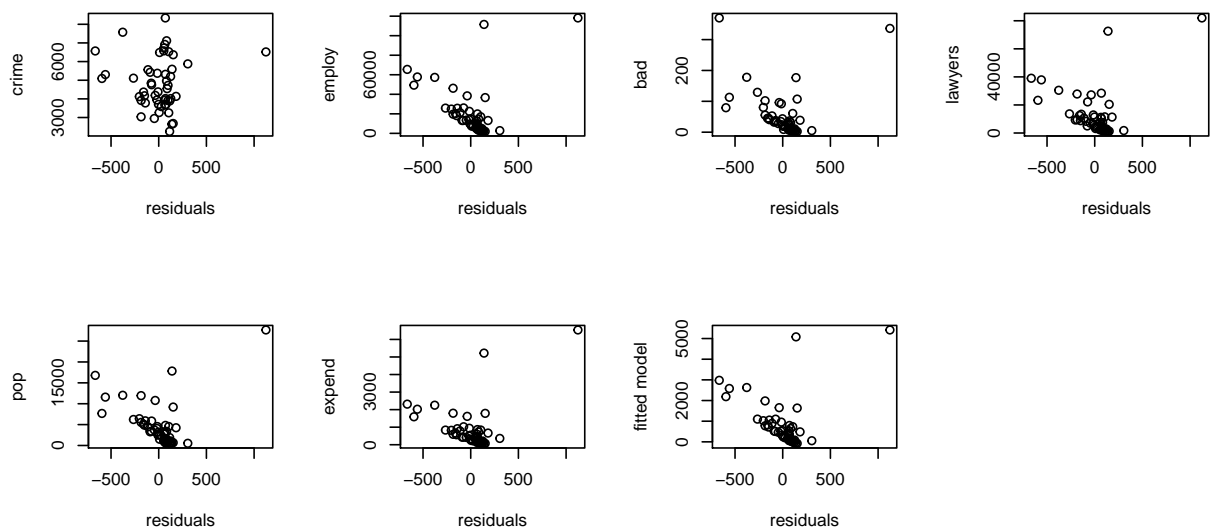 crime
3000 6000
−500 0 500
residuals
employ
0 60000
−500 0 500
residuals
bad
0 200
−500 0 500
residuals
lawyers
0 40000
−500 0 500
residuals
pop
0 15000
−500 0 500
residuals
expend
0 3000
−500 0 500
residuals
fitted model
0 2000 5000
−500 0 500
residuals